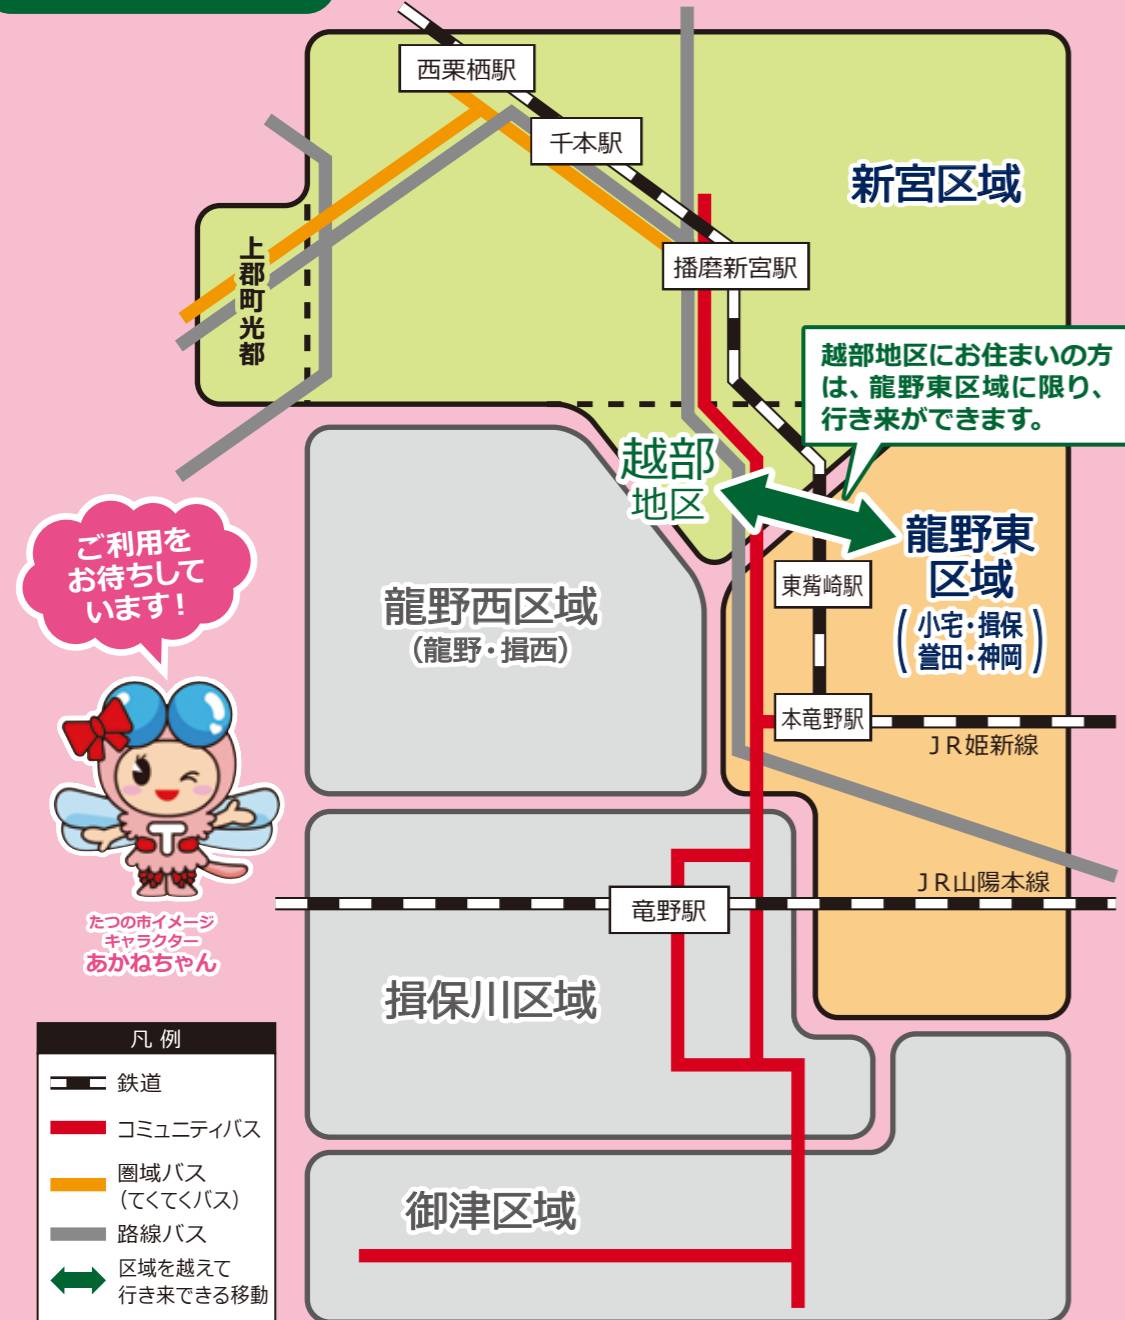 西栗栖駅
千本駅
新宮区域
播磨新宮駅
上郡町光都
越部地区にお住まいの方
は、龍野東区域に限り、
行き来ができます。
越部
地区
龍野東
区域
(小宅・揖保
誉田・神岡)
東觜崎駅
龍野西区域
(龍野・揖西)
本竜野駅
JR姫新線
ご利用を
お待ちして
います!
たつの市イメージ
キャラクター
あかねちゃん
JR山陽本線
竜野駅
揖保川区域
御津区域
凡例
鉄道
コミュニティバス
圏域バス
(てくてくバス)
路線バス
区域を越えて
行き来できる移動